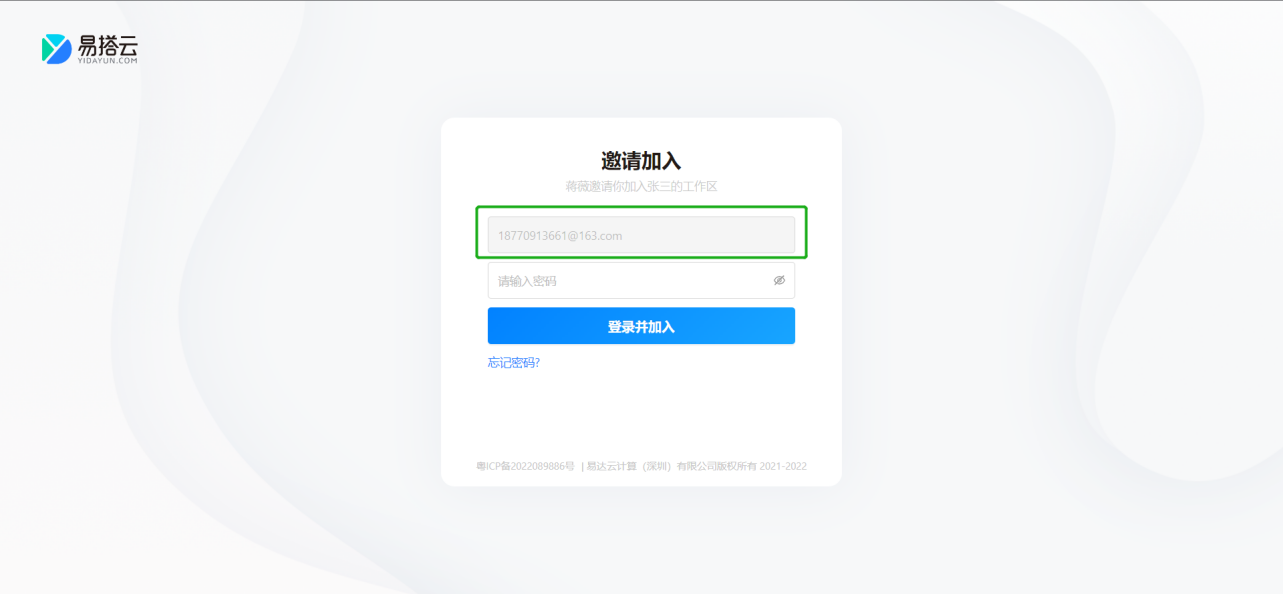 易搭云
YIDAYUN.COM
邀请加入
蒋薇邀请你加入张三的工作区
18770913661@163.com
请输入密码
登录并加入
忘记密码?
粤ICP备2022089886号 | 易达云计算（深圳）有限公司版权所有 2021-2022